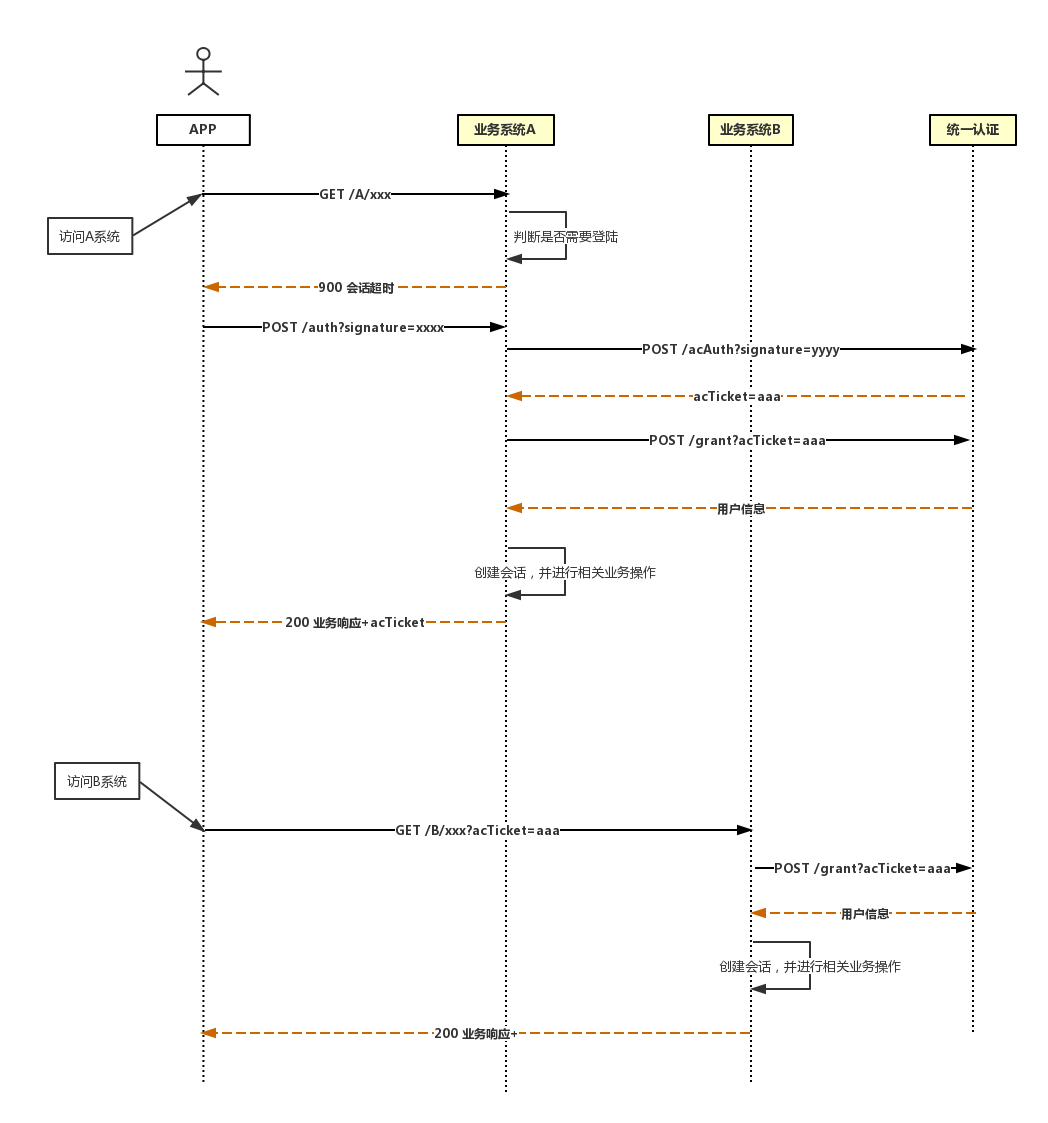 APP
业务系统A
业务系统B
统一认证
GET /A/xxx
访问A系统
判断是否需要登陆
900 会话超时
POST /auth?signature=xxxx
POST /acAuth?signature=yyyy
acTicket=aaa
POST /grant?acTicket=aaa
用户信息
创建会话，并进行相关业务操作
200 业务响应+acTicket
访问B系统
GET /B/xxx?acTicket=aaa
POST /grant?acTicket=aaa
用户信息
创建会话，并进行相关业务操作
200 业务响应+